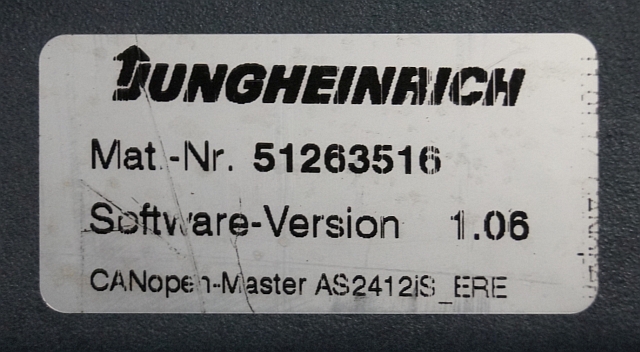 JUNGHEINRICH
Mat.-Nr. 51263516
Software-Version 1.06
CANopen-Master AS2412iS_ERE